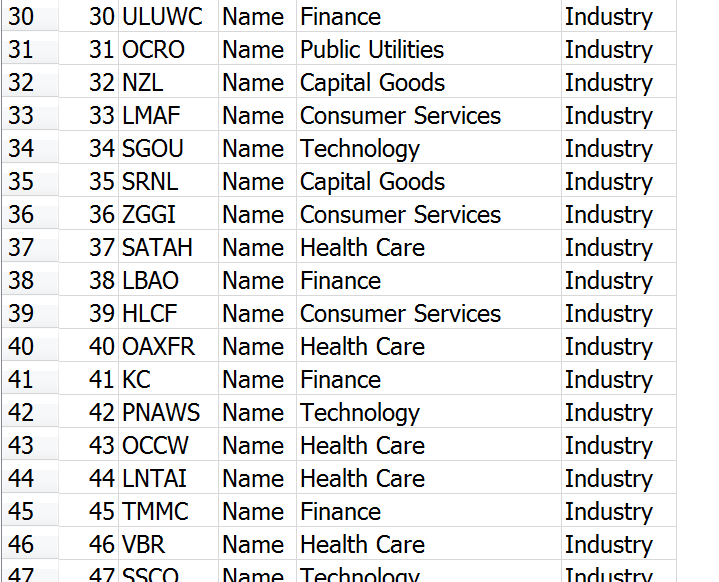 30 30 ULUWC Name Finance Industry
31 31 OCRO Name Public Utilities Industry
32 32 NZL Name Capital Goods Industry
33 33 LMAF Name Consumer Services Industry
34 34 SGOU Name Technology Industry
35 35 SRNL Name Capital Goods Industry
36 36 ZGGI Name Consumer Services Industry
37 37 SATAH Name Health Care Industry
38 38 LBAO Name Finance Industry
39 39 HLCF Name Consumer Services Industry
40 40 OAXFR Name Health Care Industry
41 41 KC Name Finance Industry
42 42 PNAWS Name Technology Industry
43 43 OCCW Name Health Care Industry
44 44 LNTAI Name Health Care Industry
45 45 TMMC Name Finance Industry
46 46 VBR Name Health Care Industry
47 47 SSCO Name Technology Industry